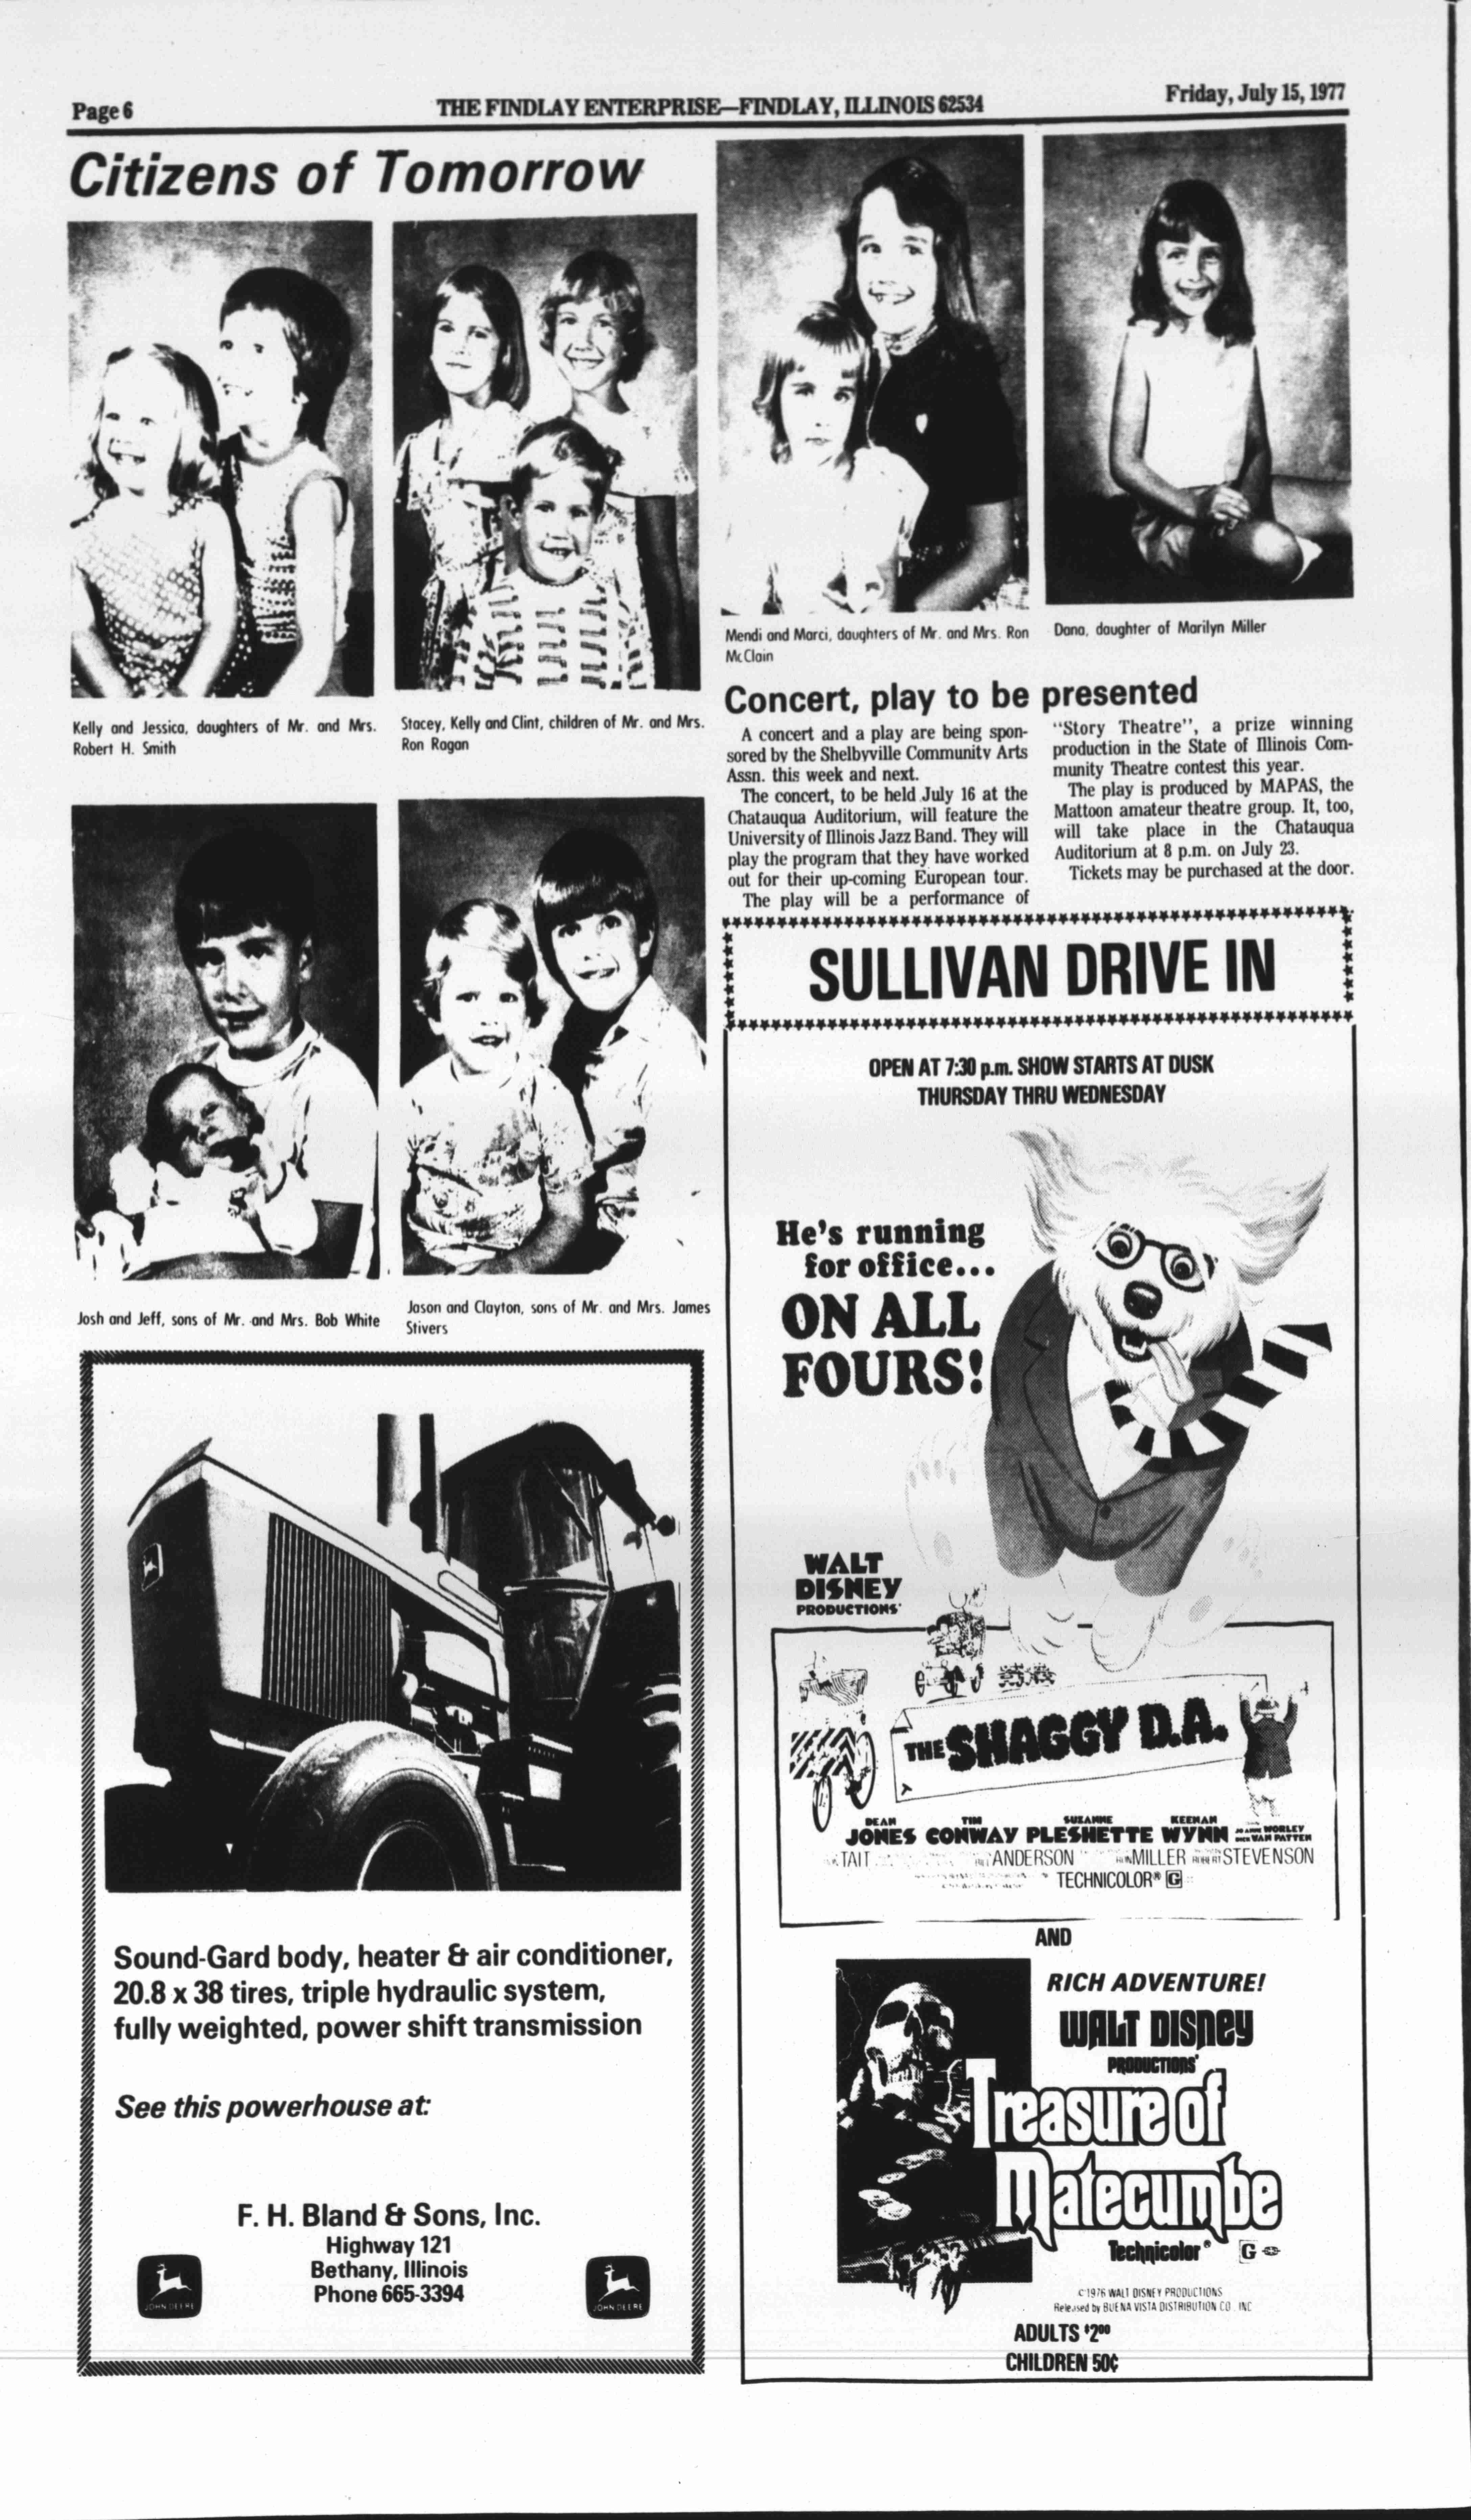 Page 6
THE FINDLAY ENTERPRISE—FINDLAY, ILLINOIS 62534
Friday, July 15, 1977
Citizens of Tomorrow
Kelly and Jessica, daughters of Mr. and Mrs.
Robert H. Smith
Stacey, Kelly and Clint, children of Mr. and Mrs.
Ron Ragan
Mendi and Marci, daughters of Mr. and Mrs. Ron
McClain
Dana, daughter of Marilyn Miller
Josh and Jeff, sons of Mr. and Mrs. Bob White
Jason and Clayton, sons of Mr. and Mrs. James
Stivers
Concert, play to be presented
A concert and a play are being spon-
sored by the Shelbyville Community Arts
Assn. this week and next.
The concert, to be held July 16 at the
Chatauqua Auditorium, will feature the
University of Illinois Jazz Band. They will
play the program that they have worked
out for their up-coming European tour.
The play will be a performance of
"Story Theatre", a prize winning
production in the State of Illinois Com-
munity Theatre contest this year.
The play is produced by MAPAS, the
Mattoon amateur theatre group. It, too,
will take place in the Chatauqua
Auditorium at 8 p.m. on July 23.
Tickets may be purchased at the door.
Sound-Gard body, heater & air conditioner,
20.8 x 38 tires, triple hydraulic system,
fully weighted, power shift transmission
See this powerhouse at:
F. H. Bland & Sons, Inc.
Highway 121
Bethany, Illinois
Phone 665-3394
JOHN DEERE
JOHN DEERE
SULLIVAN DRIVE IN
OPEN AT 7:30 p.m. SHOW STARTS AT DUSK
THURSDAY THRU WEDNESDAY
He's running
for office...
ON ALL
FOURS!
WALT
DISNEY
PRODUCTIONS'
THE SHAGGY D.A.
DEAN TIM SUZANNE KEENAN
JONES CONWAY PLESHETTE WYNN JO ANNE WORLEY
DICK VAN PATTEN
TAIT ANDERSON MILLER ROBERT STEVENSON
TECHNICOLOR® G
AND
RICH ADVENTURE!
WALT DISNEY
PRODUCTIONS'
Treasure of
Matecumbe
Technicolor® G
©1976 WALT DISNEY PRODUCTIONS
Released by BUENA VISTA DISTRIBUTION CO. INC
ADULTS $2.00
CHILDREN 50¢